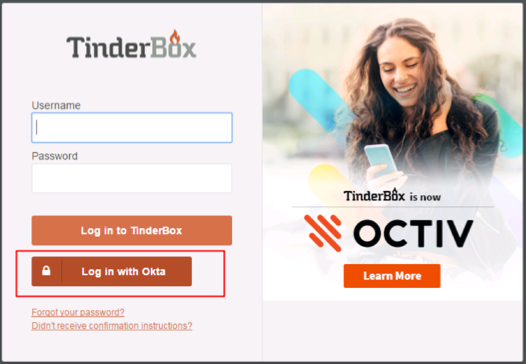 TinderBox
Username
Password
Log in to TinderBox
Log in with Okta
Forgot your password?
Didn't receive confirmation instructions?
TinderBox is now
OCTIV
Learn More